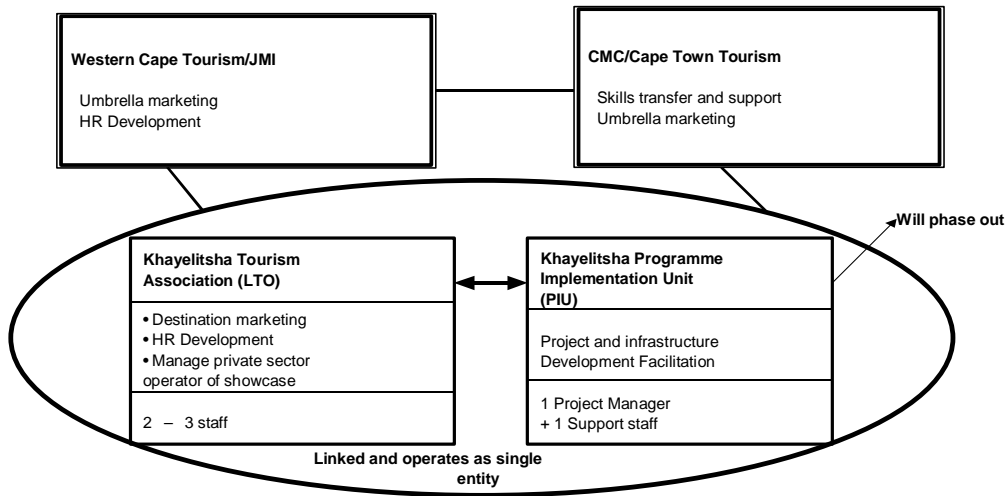 Western Cape Tourism/JMI
Umbrella marketing
HR Development
CMC/Cape Town Tourism
Skills transfer and support
Umbrella marketing
Will phase out
Khayelitsha Tourism
Association (LTO)
• Destination marketing
• HR Development
• Manage private sector
operator of showcase
2 – 3 staff
Khayelitsha Programme
Implementation Unit
(PIU)
Project and infrastructure
Development Facilitation
1 Project Manager
+ 1 Support staff
Linked and operates as single
entity